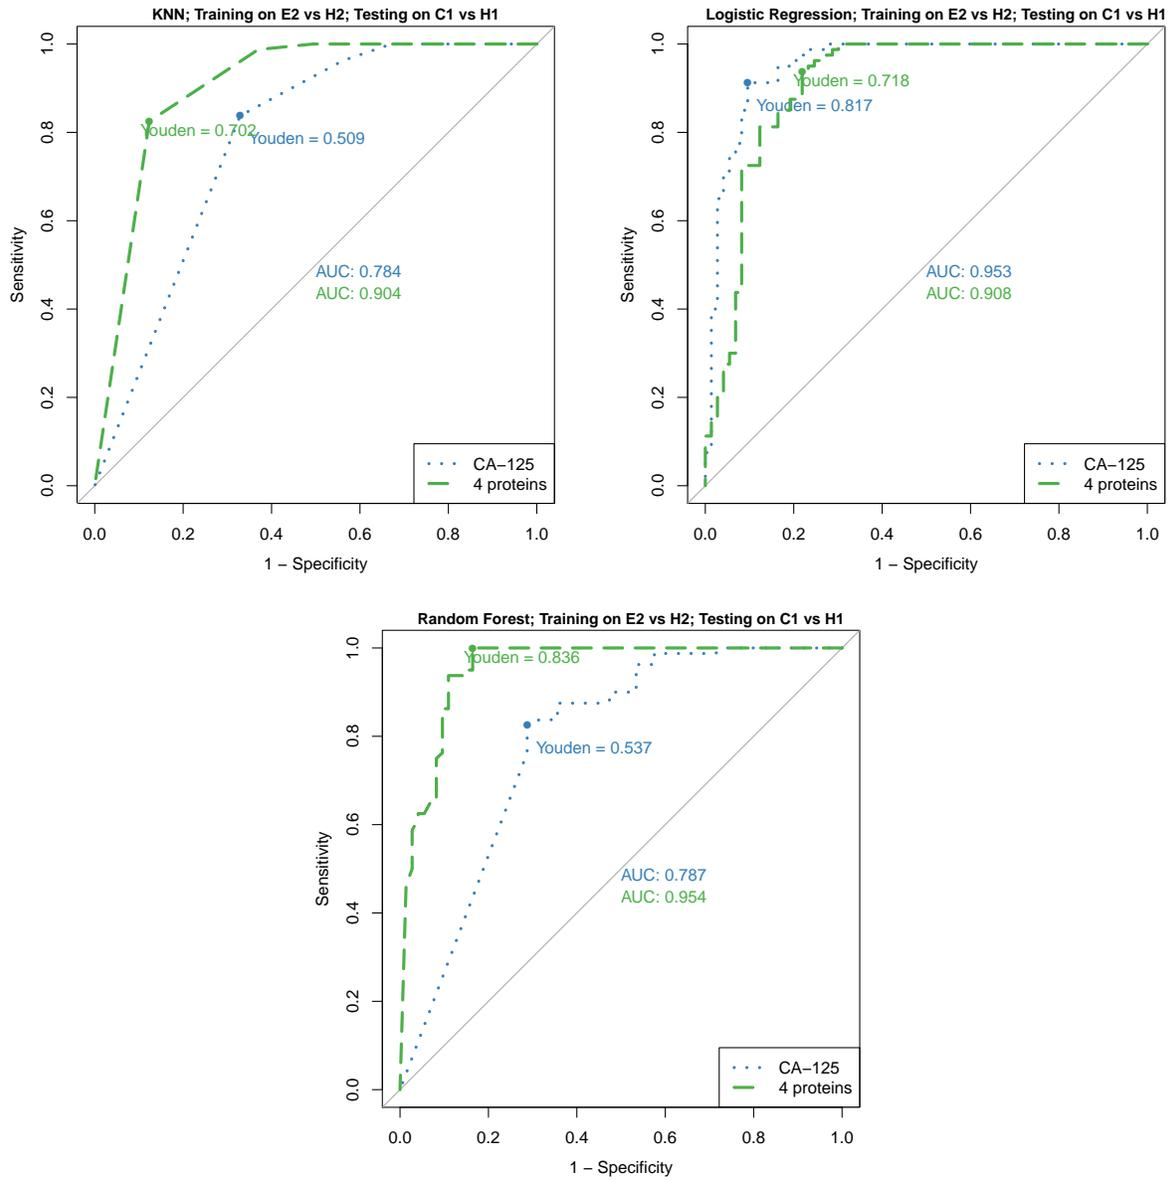 KNN; Training on E2 vs H2; Testing on C1 vs H1
Sensitivity
0.0 0.2 0.4 0.6 0.8 1.0
Youden = 0.702
Youden = 0.509
AUC: 0.784
AUC: 0.904
CA−125
4 proteins
0.0 0.2 0.4 0.6 0.8 1.0
1 − Specificity
Logistic Regression; Training on E2 vs H2; Testing on C1 vs H1
Sensitivity
0.0 0.2 0.4 0.6 0.8 1.0
Youden = 0.718
Youden = 0.817
AUC: 0.953
AUC: 0.908
CA−125
4 proteins
0.0 0.2 0.4 0.6 0.8 1.0
1 − Specificity
Random Forest; Training on E2 vs H2; Testing on C1 vs H1
Sensitivity
0.0 0.2 0.4 0.6 0.8 1.0
Youden = 0.836
Youden = 0.537
AUC: 0.787
AUC: 0.954
CA−125
4 proteins
0.0 0.2 0.4 0.6 0.8 1.0
1 − Specificity